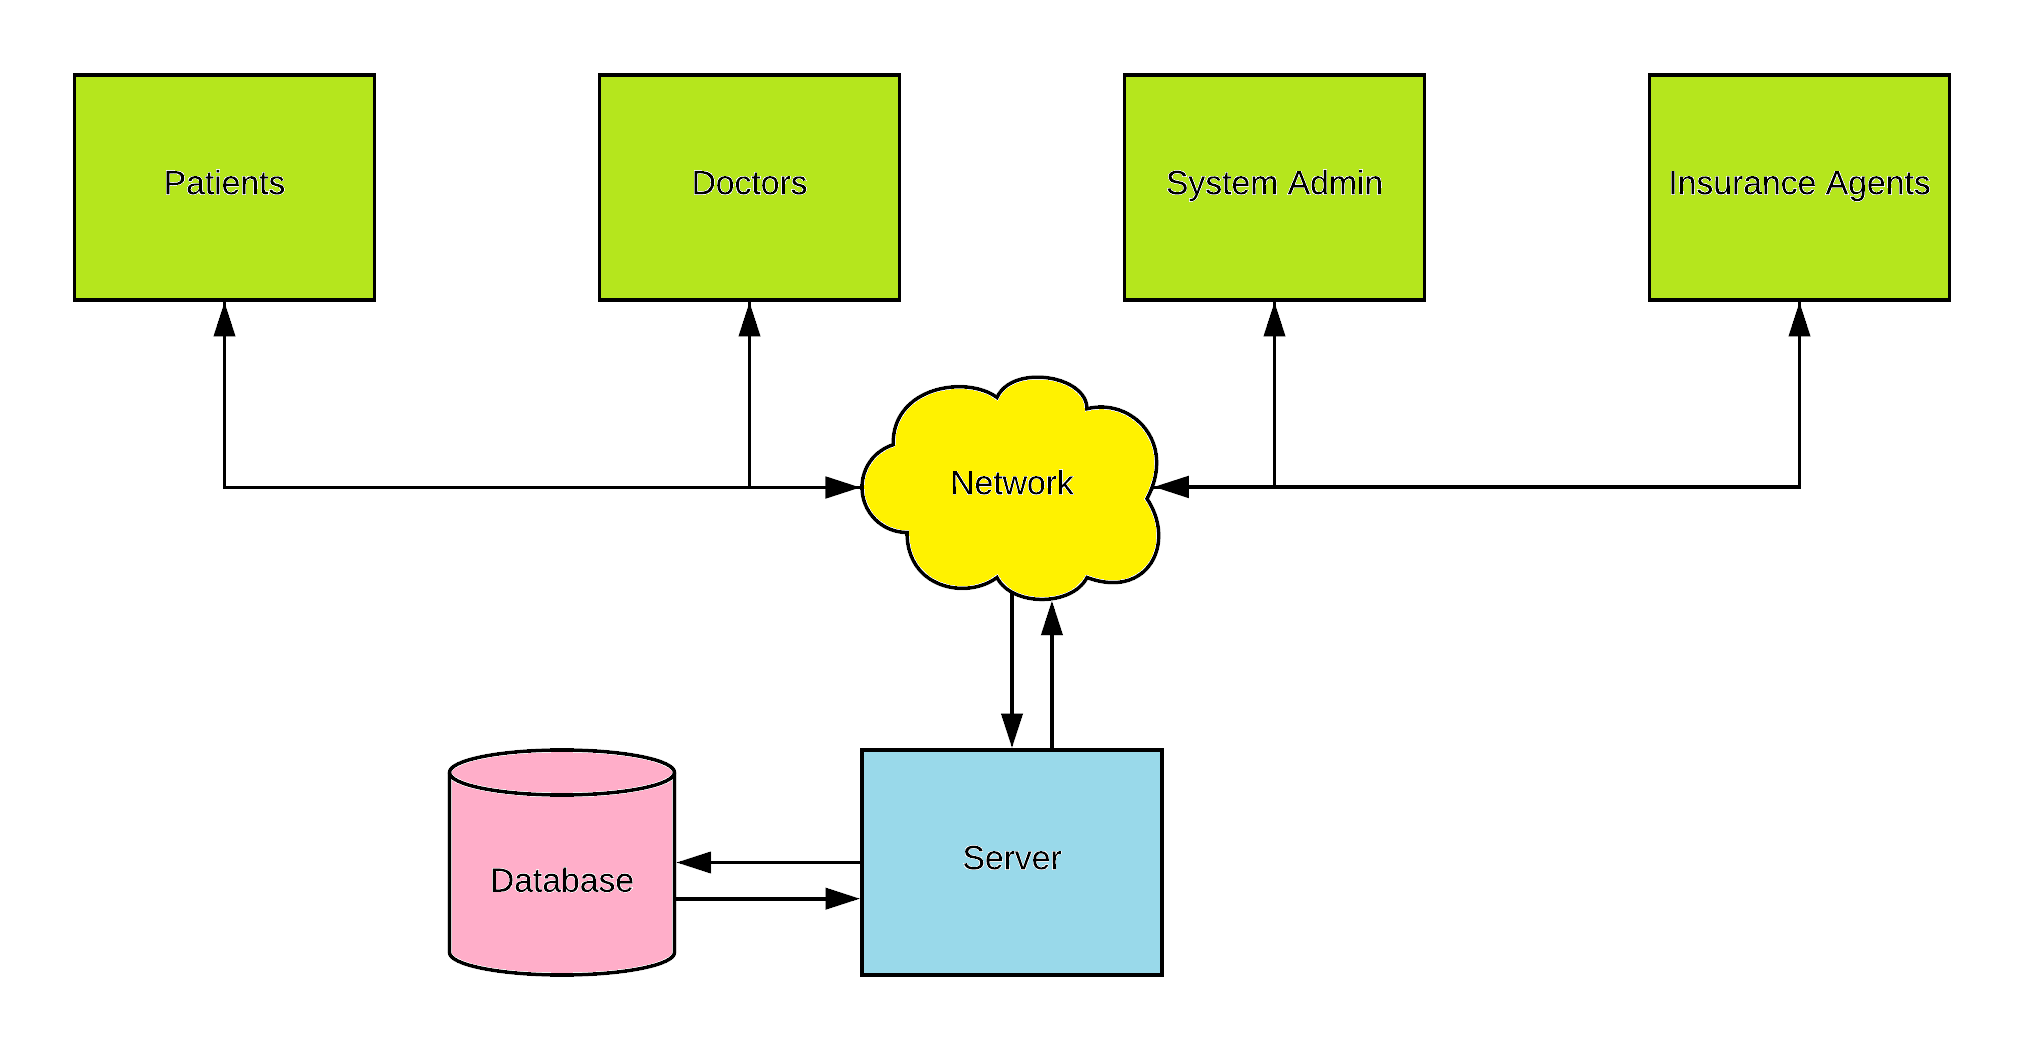 Patients
Doctors
System Admin
Insurance Agents
Network
Server
Database